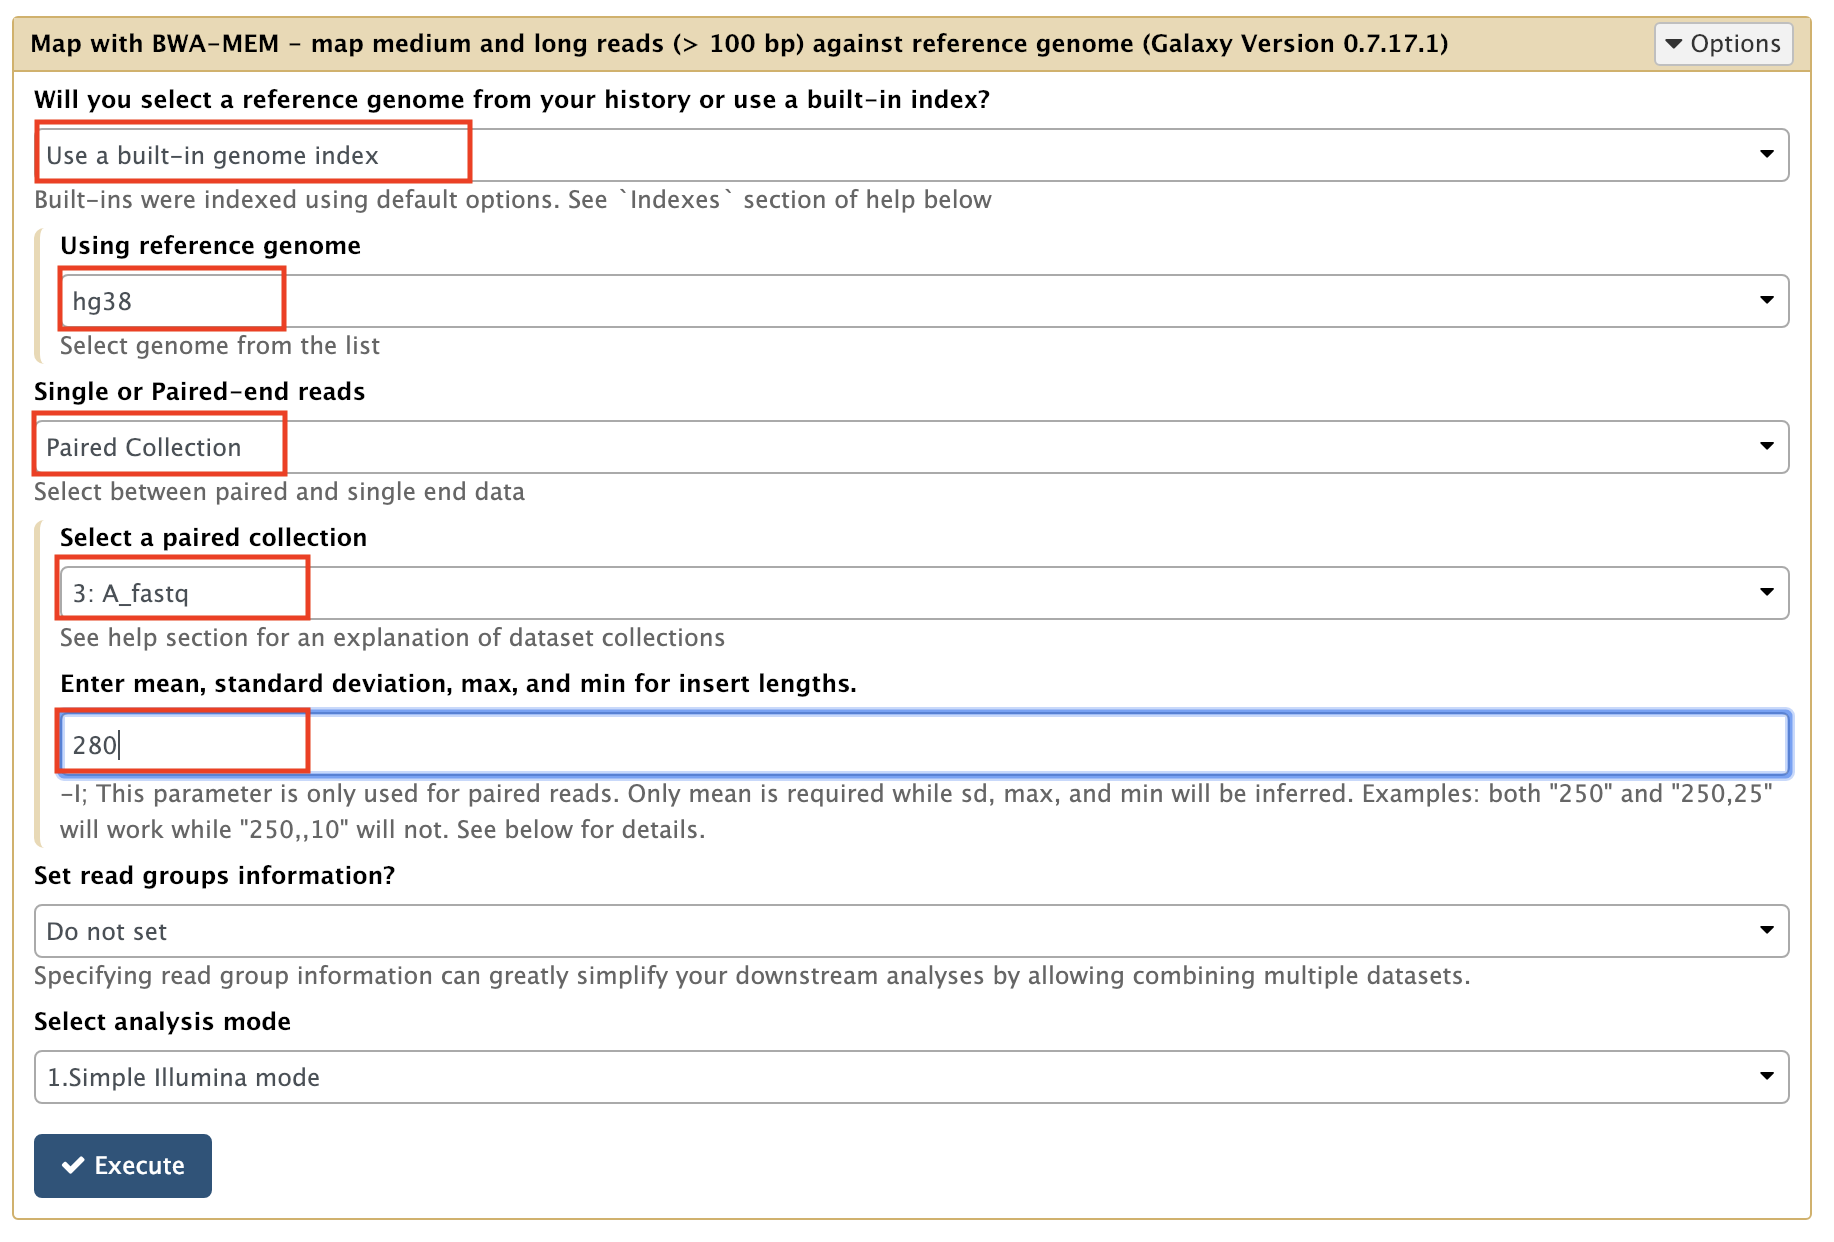 Map with BWA-MEM - map medium and long reads (> 100 bp) against reference genome (Galaxy Version 0.7.17.1)
Options
Will you select a reference genome from your history or use a built-in index?
Use a built-in genome index
Built-ins were indexed using default options. See `Indexes` section of help below
Using reference genome
hg38
Select genome from the list
Single or Paired-end reads
Paired Collection
Select between paired and single end data
Select a paired collection
3: A_fastq
See help section for an explanation of dataset collections
Enter mean, standard deviation, max, and min for insert lengths.
280
-I; This parameter is only used for paired reads. Only mean is required while sd, max, and min will be inferred. Examples: both "250" and "250,25"
will work while "250,,10" will not. See below for details.
Set read groups information?
Do not set
Specifying read group information can greatly simplify your downstream analyses by allowing combining multiple datasets.
Select analysis mode
1.Simple Illumina mode
Execute